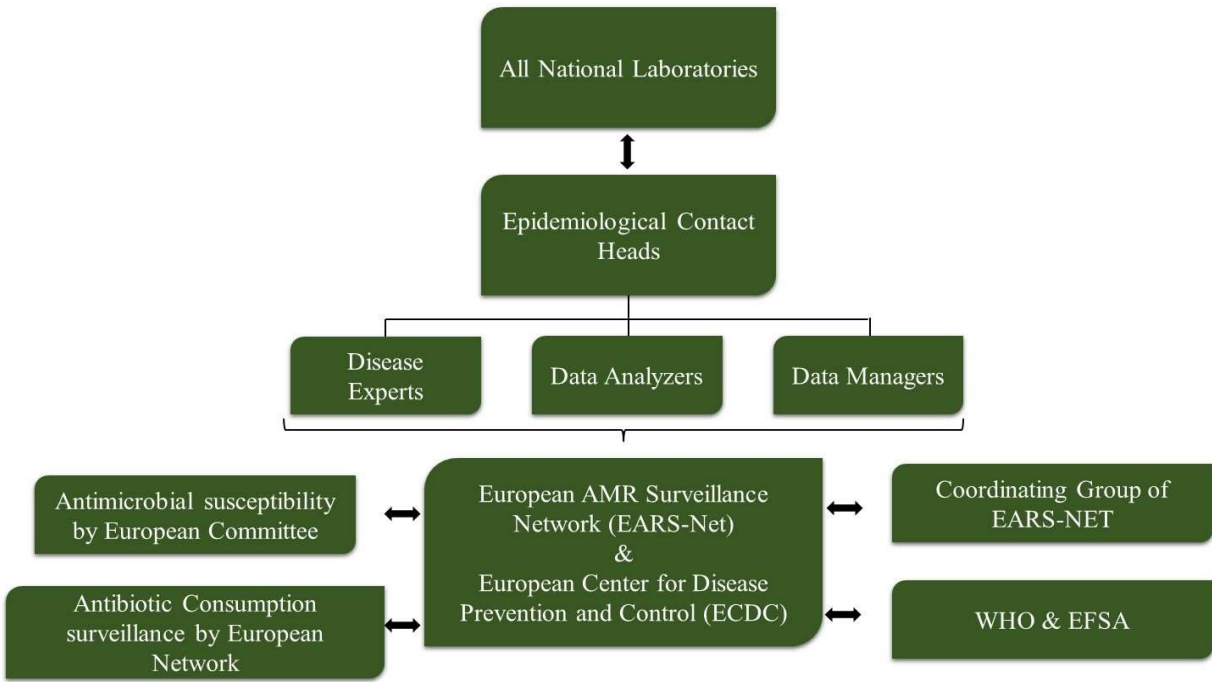 All National Laboratories
Epidemiological Contact
Heads
Disease
Experts
Data Analyzers
Data Managers
Antimicrobial susceptibility
by European Committee
European AMR Surveillance
Network (EARS-Net)
&
European Center for Disease
Prevention and Control (ECDC)
Coordinating Group of
EARS-NET
Antibiotic Consumption
surveillance by European
Network
WHO & EFSA